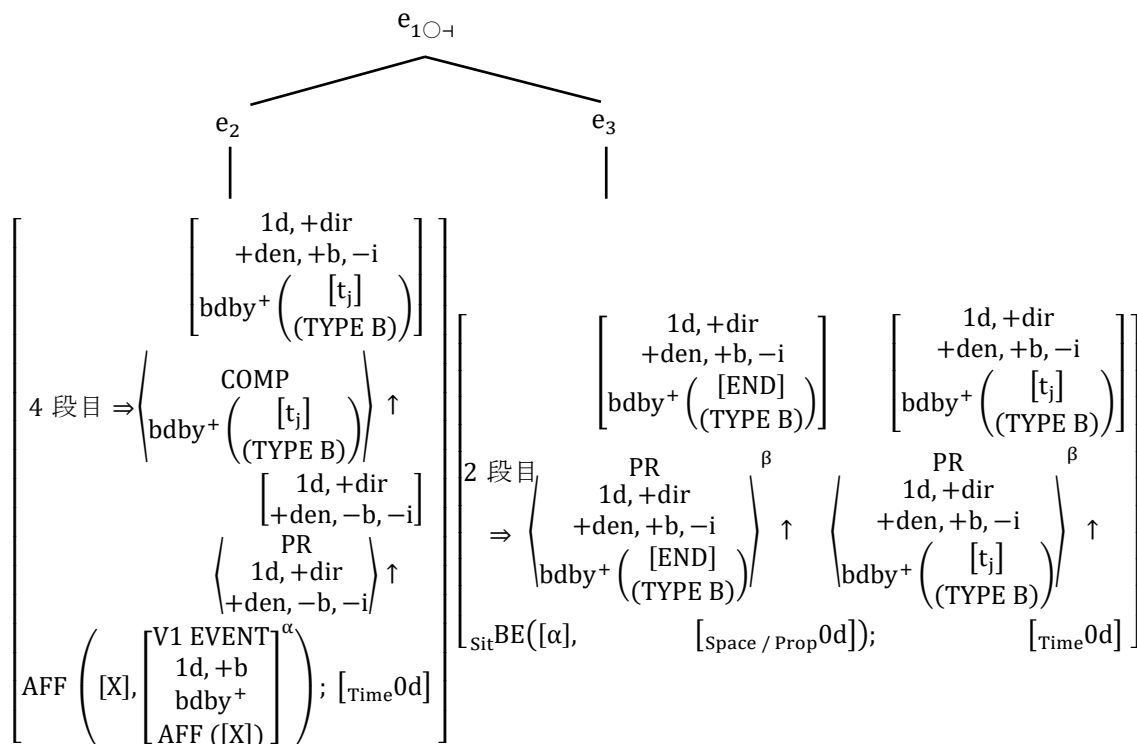 e₁○⊣
e₂ e₃
1d, +dir
+den, +b, −i
bdby⁺ ([tⱼ]
(TYPE B))
4 段目 ⇒ ⟨COMP
bdby⁺ ([tⱼ]
(TYPE B))⟩ ↑
[1d, +dir
+den, −b, −i]
⟨PR
1d, +dir
+den, −b, −i⟩ ↑
AFF ([X], [V1 EVENT
1d, +b
bdby⁺
AFF ([X])]^α); [Time0d]
[1d, +dir
+den, +b, −i
bdby⁺ ([END]
(TYPE B))]
[1d, +dir
+den, +b, −i
bdby⁺ ([tⱼ]
(TYPE B))]
2 段目
⇒ ⟨PR
1d, +dir
+den, +b, −i
bdby⁺ ([END]
(TYPE B))⟩^β ↑
⟨PR
1d, +dir
+den, +b, −i
bdby⁺ ([tⱼ]
(TYPE B))⟩^β ↑
SitBE([α], [Space / Prop0d]); [Time0d]